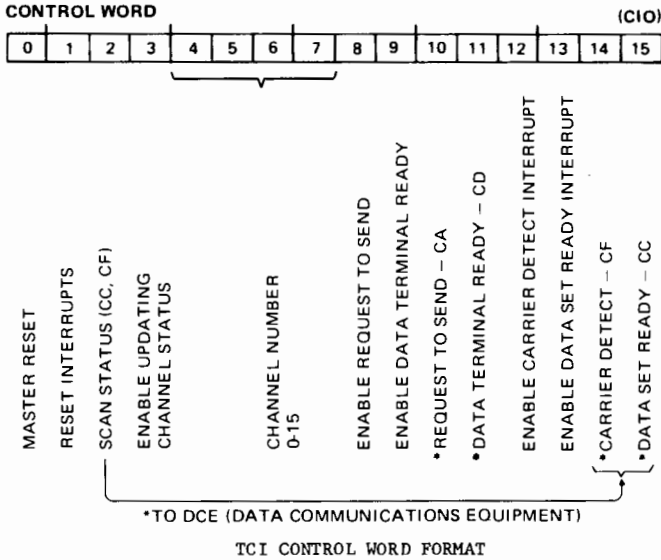 CONTROL WORD
(CIO)
0 1 2 3 4 5 6 7 8 9 10 11 12 13 14 15
MASTER RESET
RESET INTERRUPTS
SCAN STATUS (CC, CF)
ENABLE UPDATING
CHANNEL STATUS
CHANNEL NUMBER
0-15
ENABLE REQUEST TO SEND
ENABLE DATA TERMINAL READY
*REQUEST TO SEND – CA
*DATA TERMINAL READY – CD
ENABLE CARRIER DETECT INTERRUPT
ENABLE DATA SET READY INTERRUPT
*CARRIER DETECT – CF
*DATA SET READY – CC
*TO DCE (DATA COMMUNICATIONS EQUIPMENT)
TCI CONTROL WORD FORMAT